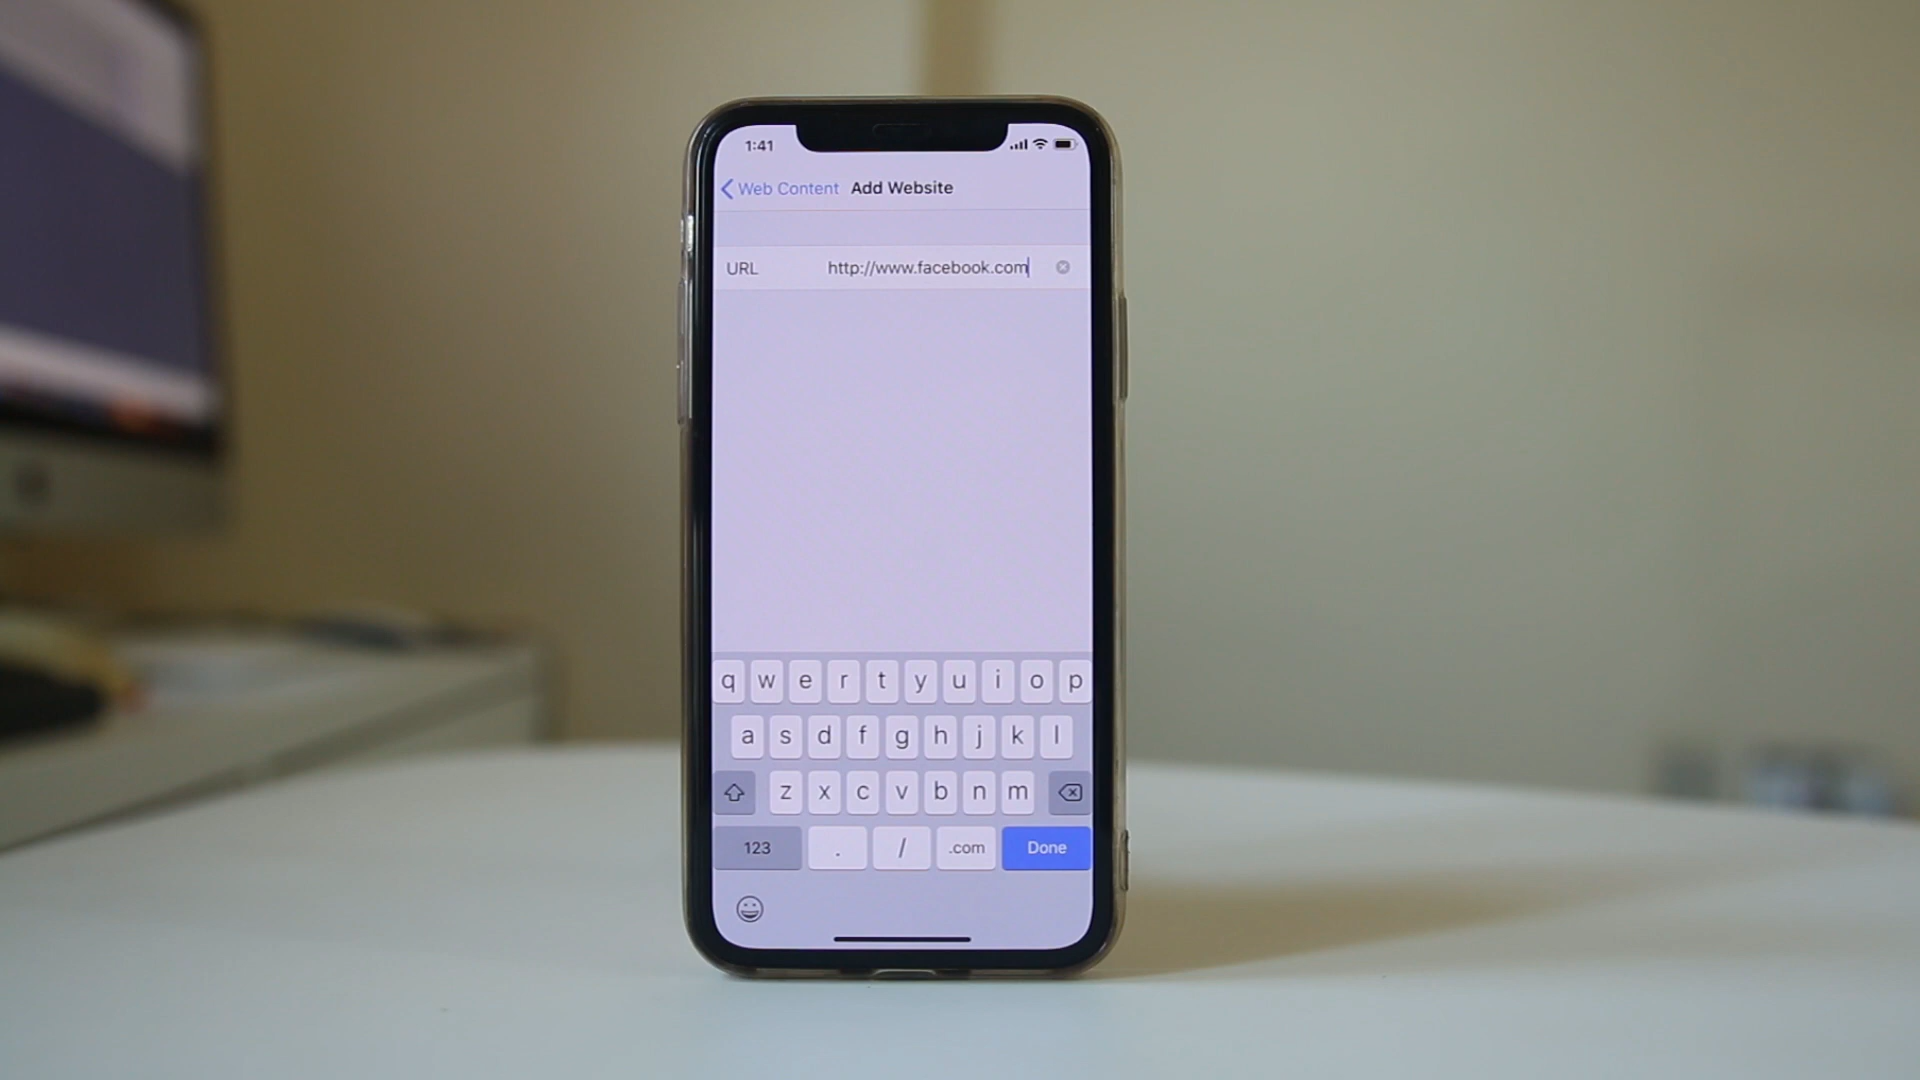 1:41
Web Content Add Website
URL http://www.facebook.com
q w e r t y u i o p
a s d f g h j k l
z x c v b n m
123 . / .com Done